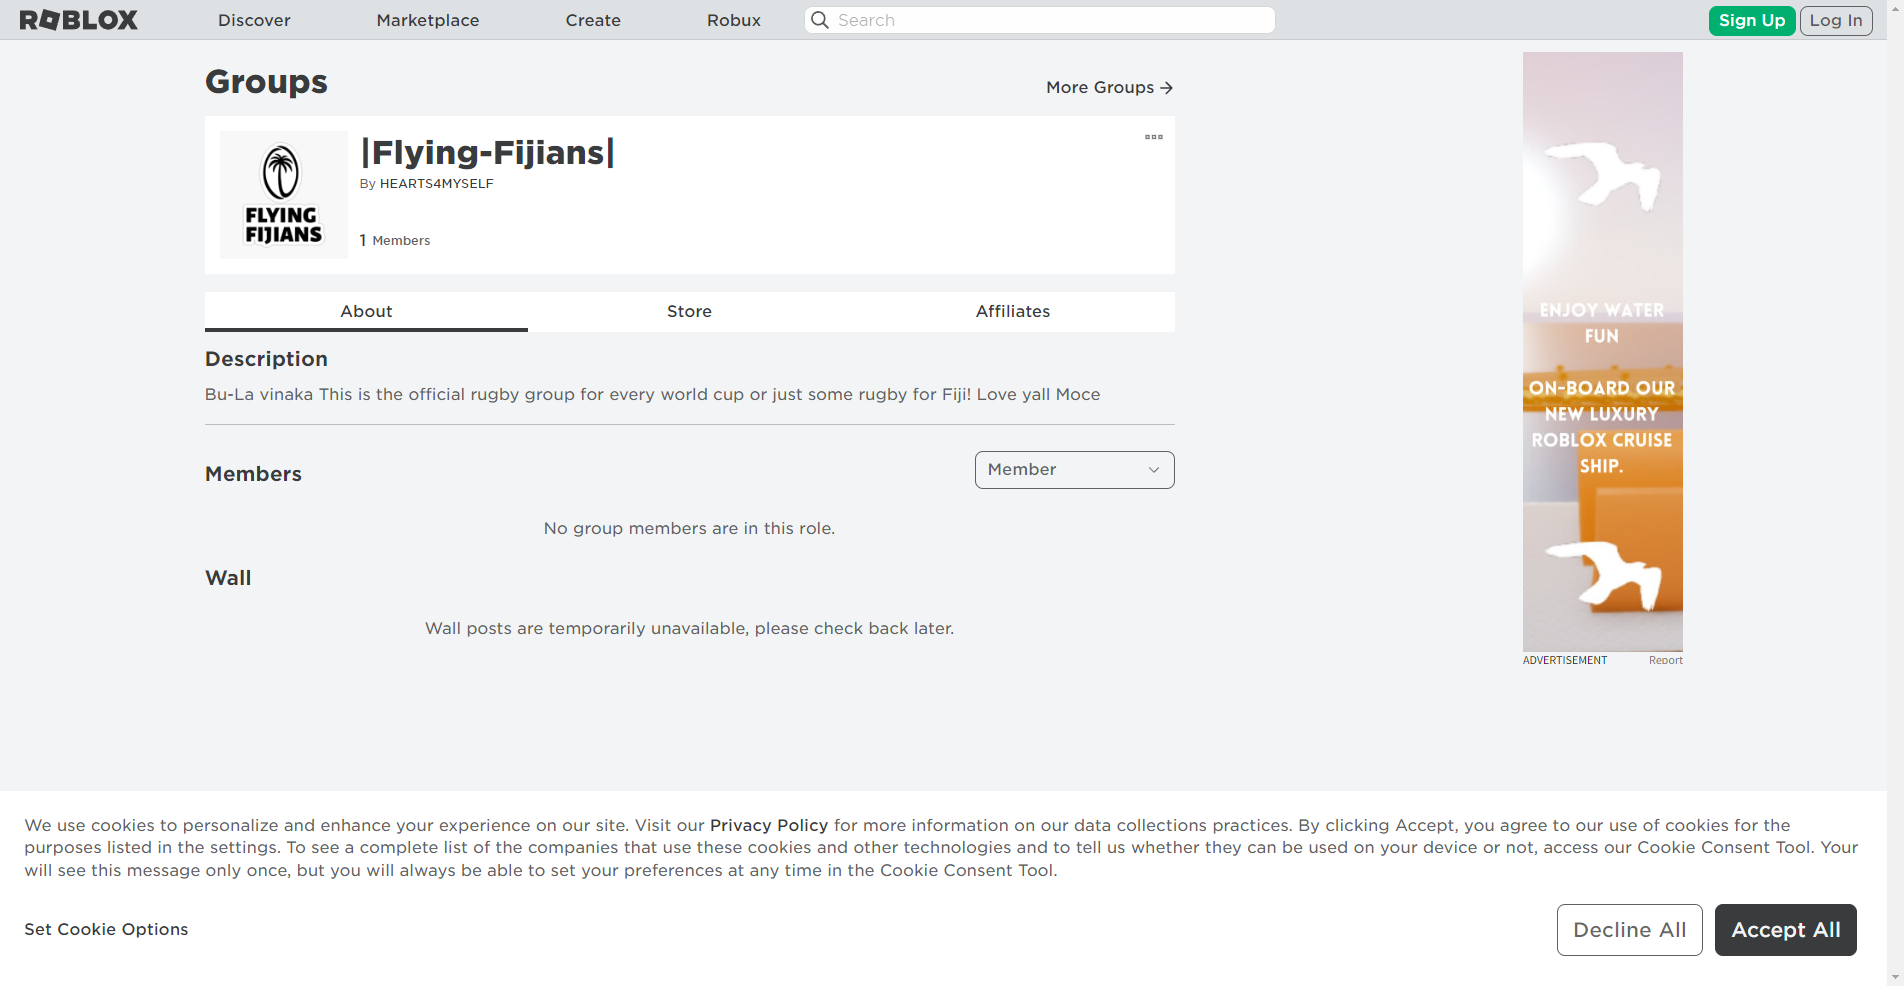 ROBLOX
Discover
Marketplace
Create
Robux
Search
Sign Up
Log In
Groups
More Groups
FLYING
FIJIANS
|Flying-Fijians|
By HEARTS4MYSELF
1 Members
About
Store
Affiliates
Description
Bu-La vinaka This is the official rugby group for every world cup or just some rugby for Fiji! Love yall Moce
Members
Member
No group members are in this role.
Wall
Wall posts are temporarily unavailable, please check back later.
ENJOY WATER
FUN
ON-BOARD OUR
NEW LUXURY
ROBLOX CRUISE
SHIP.
ADVERTISEMENT
Report
We use cookies to personalize and enhance your experience on our site. Visit our Privacy Policy for more information on our data collections practices. By clicking Accept, you agree to our use of cookies for the
purposes listed in the settings. To see a complete list of the companies that use these cookies and other technologies and to tell us whether they can be used on your device or not, access our Cookie Consent Tool. Your
will see this message only once, but you will always be able to set your preferences at any time in the Cookie Consent Tool.
Set Cookie Options
Decline All
Accept All